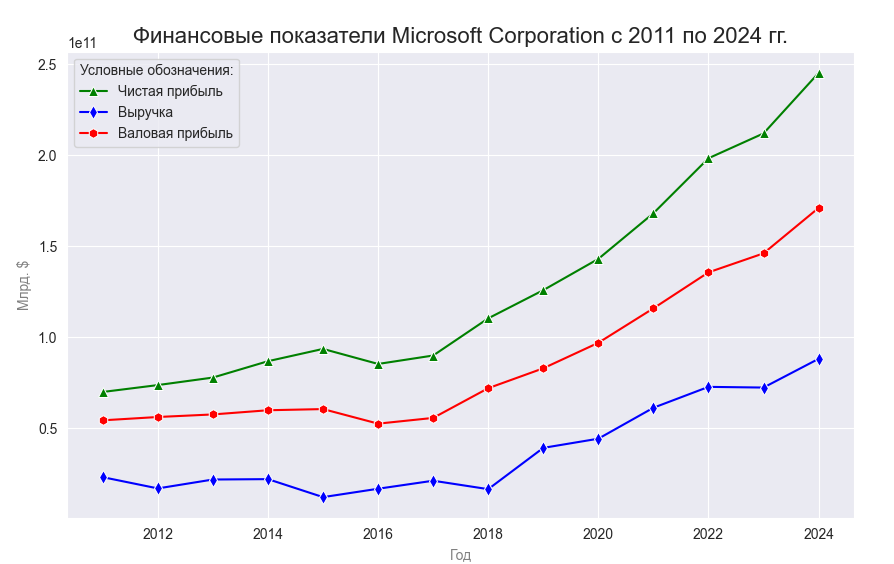 Финансовые показатели Microsoft Corporation с 2011 по 2024 гг.
1e11
Условные обозначения:
Чистая прибыль
Выручка
Валовая прибыль
2.5
2.0
1.5
1.0
0.5
Млрд. $
2012 2014 2016 2018 2020 2022 2024
Год